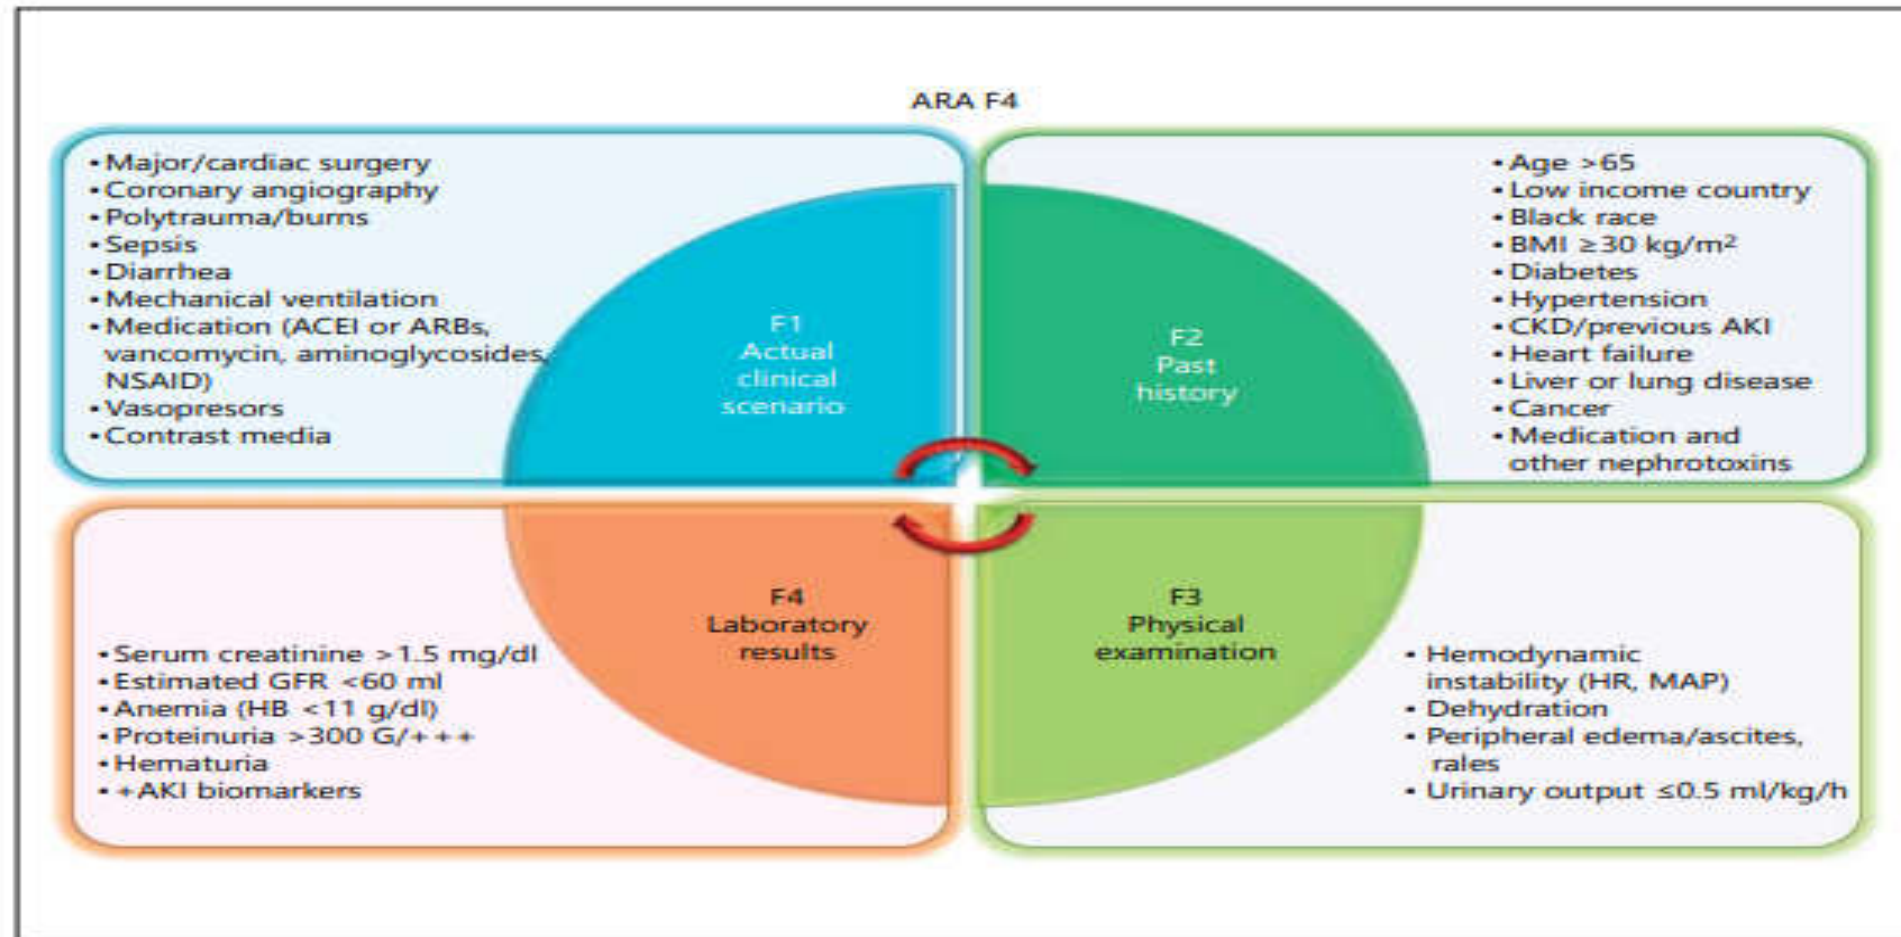 ARA F4
• Major/cardiac surgery
• Coronary angiography
• Polytrauma/burns
• Sepsis
• Diarrhea
• Mechanical ventilation
• Medication (ACEI or ARBs,
vancomycin, aminoglycosides,
NSAID)
• Vasopresors
• Contrast media
F1
Actual
clinical
scenario
F2
Past
history
• Age >65
• Low income country
• Black race
• BMI ≥30 kg/m²
• Diabetes
• Hypertension
• CKD/previous AKI
• Heart failure
• Liver or lung disease
• Cancer
• Medication and
other nephrotoxins
• Serum creatinine >1.5 mg/dl
• Estimated GFR <60 ml
• Anemia (HB <11 g/dl)
• Proteinuria >300 G/+++
• Hematuria
• +AKI biomarkers
F4
Laboratory
results
F3
Physical
examination
• Hemodynamic
instability (HR, MAP)
• Dehydration
• Peripheral edema/ascites,
rales
• Urinary output ≤0.5 ml/kg/h